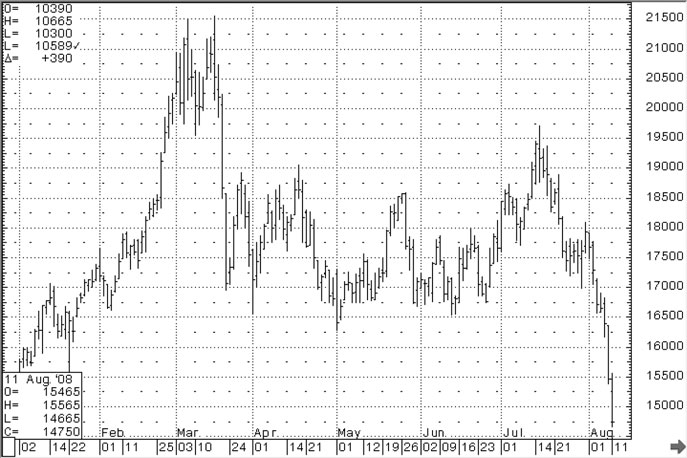 O= 10390
H= 10665
L= 10300
L= 10589✓
Δ= +390
21500
21000
20500
20000
19500
19000
18500
18000
17500
17000
16500
16000
15500
15000
11 Aug. '08
O= 15465
H= 15565
L= 14665
C= 14750
Feb. Mar. Apr. May Jun. Jul. Aug.
02 14 22 01 11 25 03 10 24 01 14 21 01 12 19 26 02 09 16 23 01 14 21 01 11